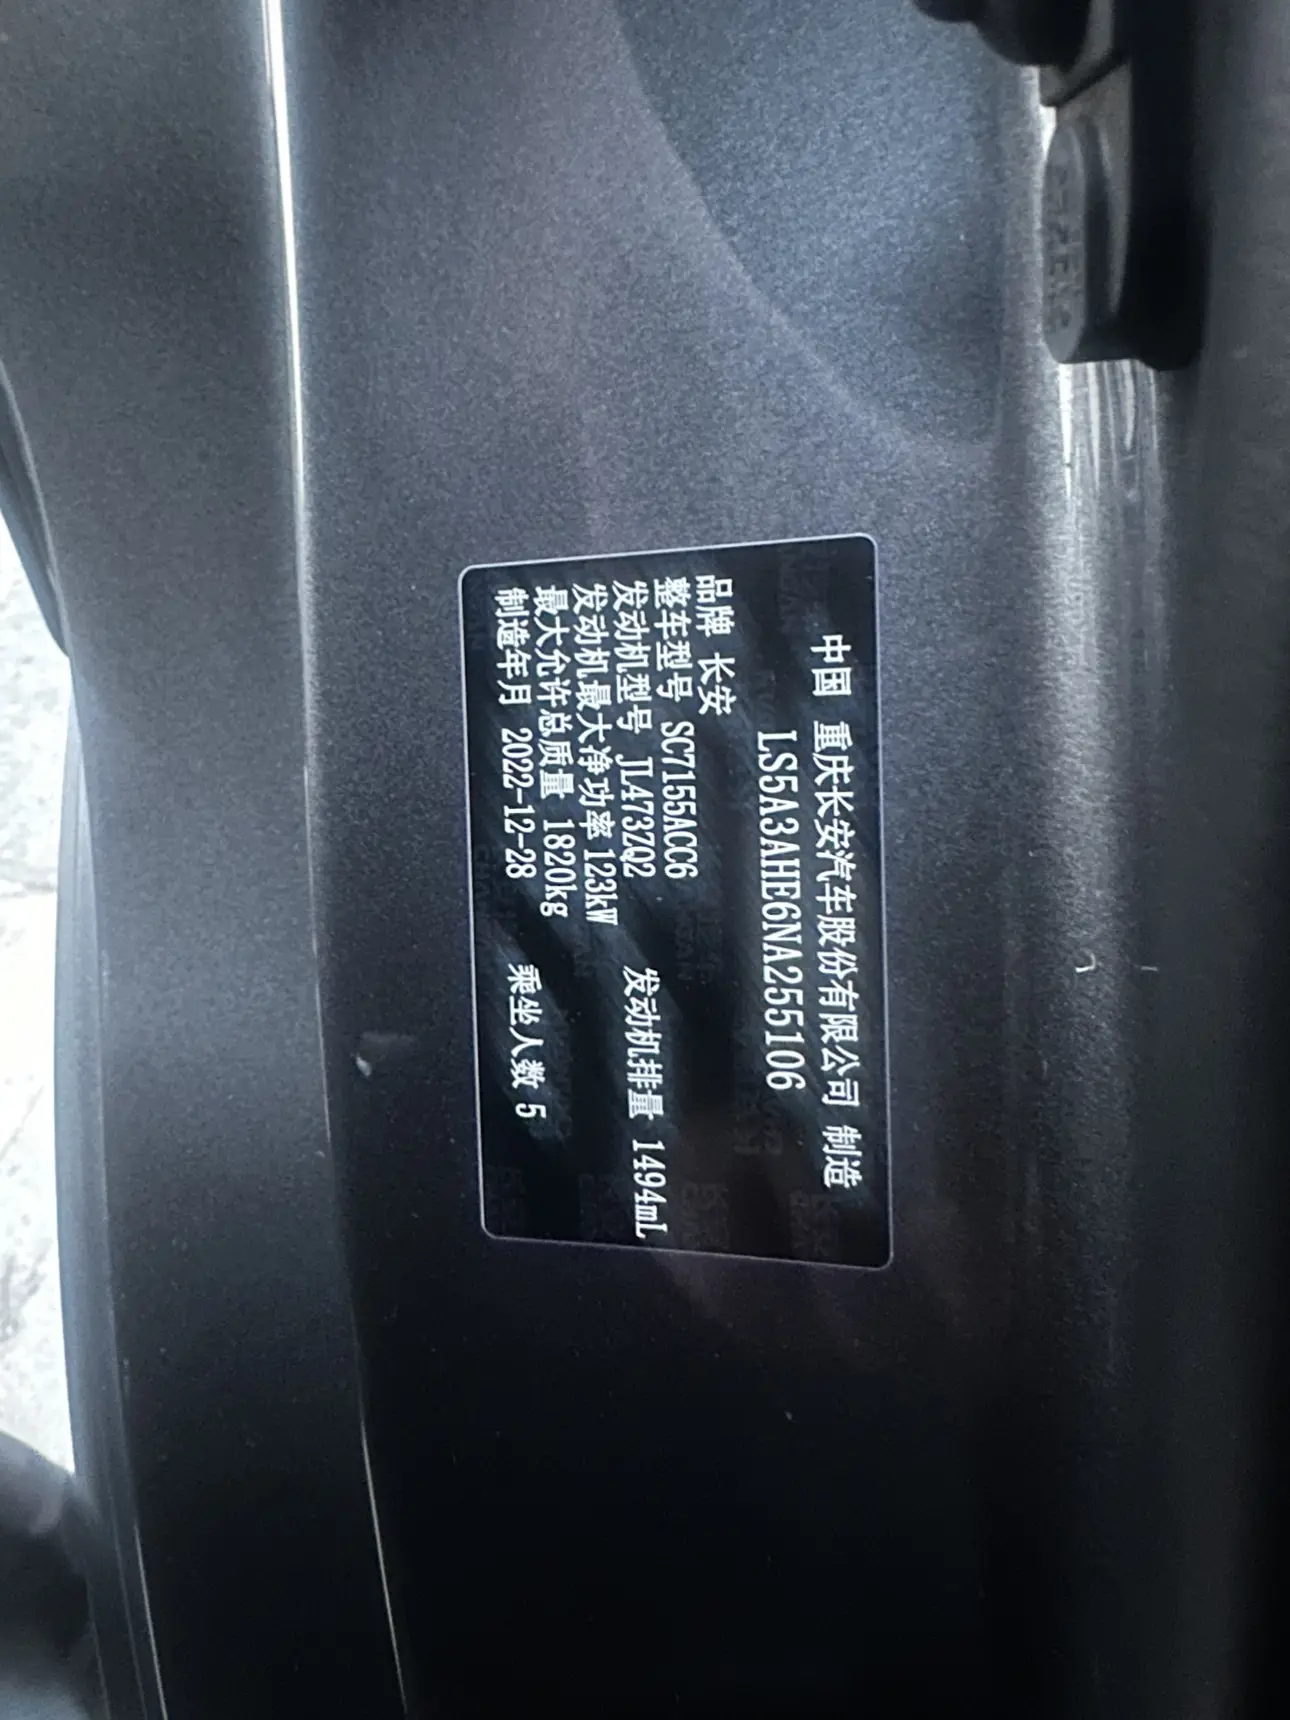 中国 重庆长安汽车股份有限公司 制造
LS5A3AHE6NA255106
品牌 长安
整车型号 SC7155ACC6
发动机型号 JL473ZQ2 发动机排量 1494mL
发动机最大净功率 123kW
最大允许总质量 1820kg
制造年月 2022-12-28 乘坐人数 5